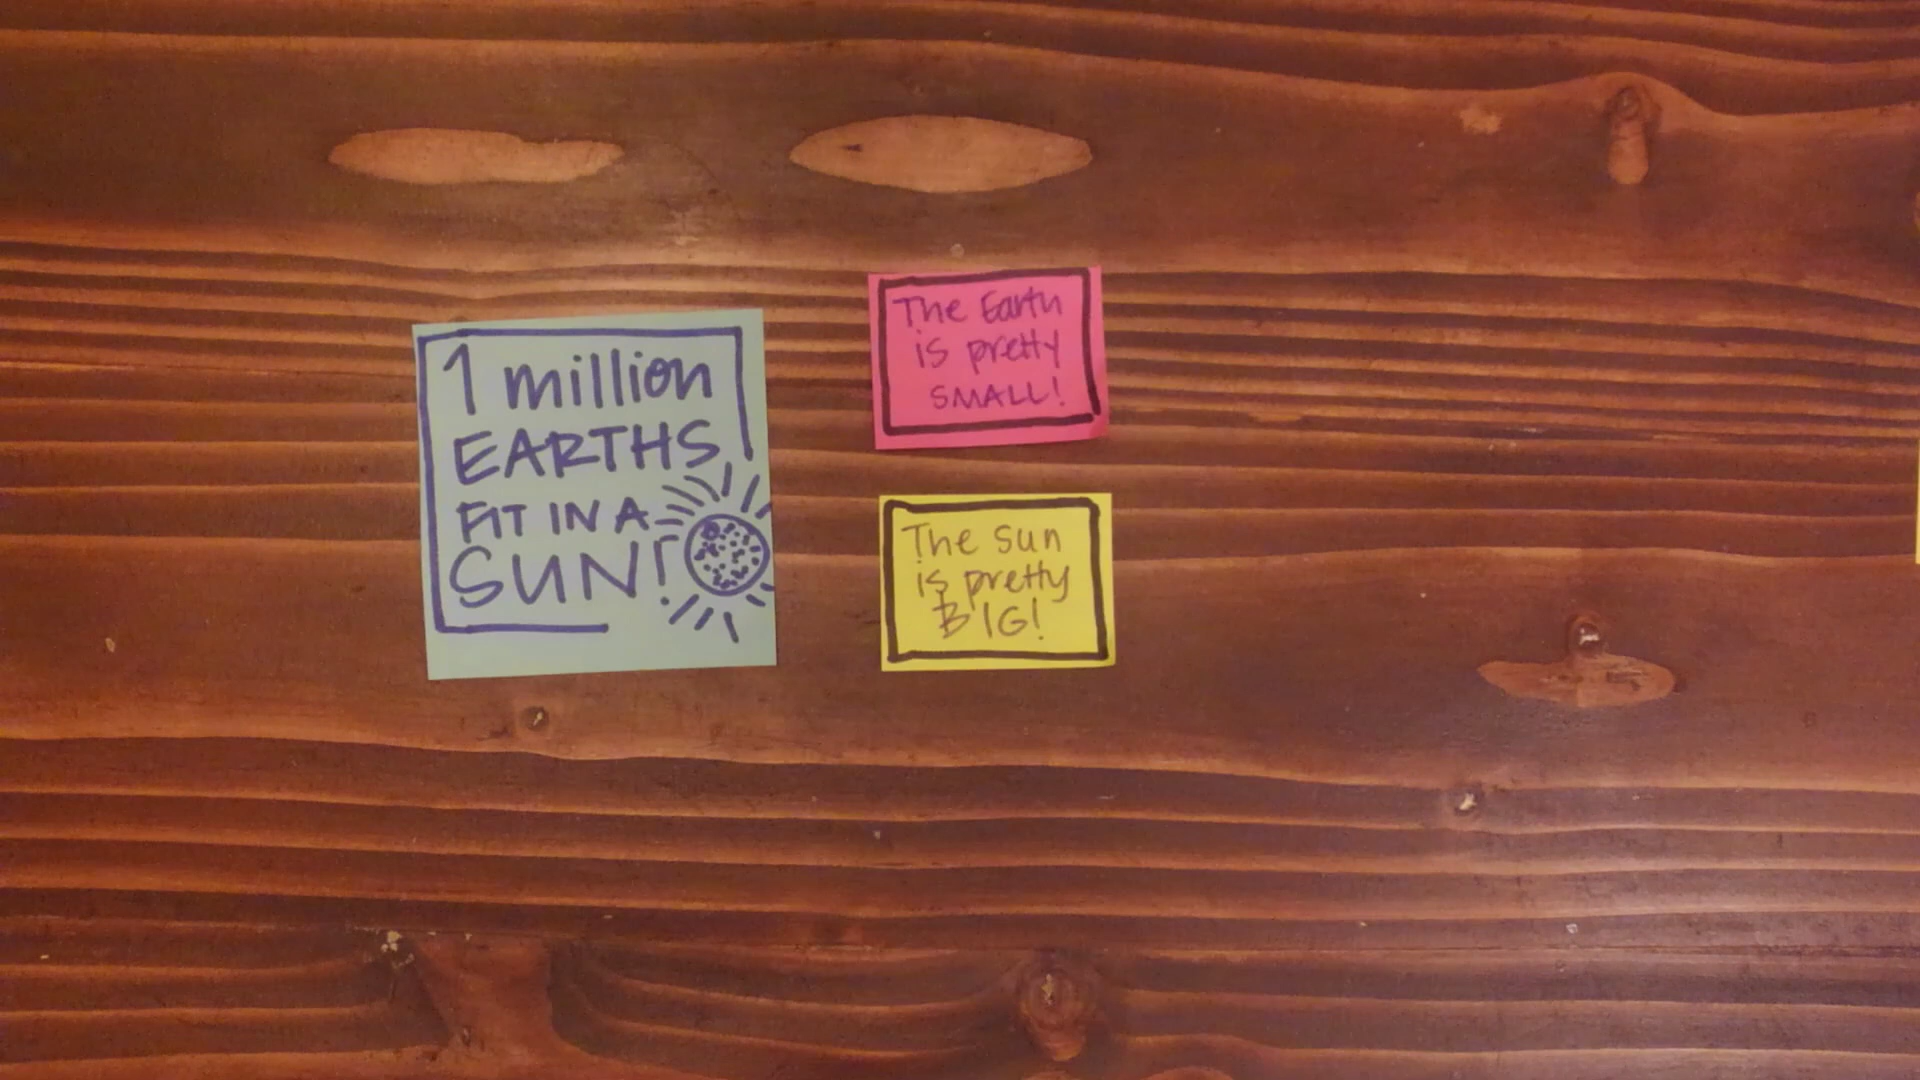 1 million
EARTHS
FIT IN A
SUN!
The Earth
is pretty
SMALL!
The Sun
is pretty
BIG!